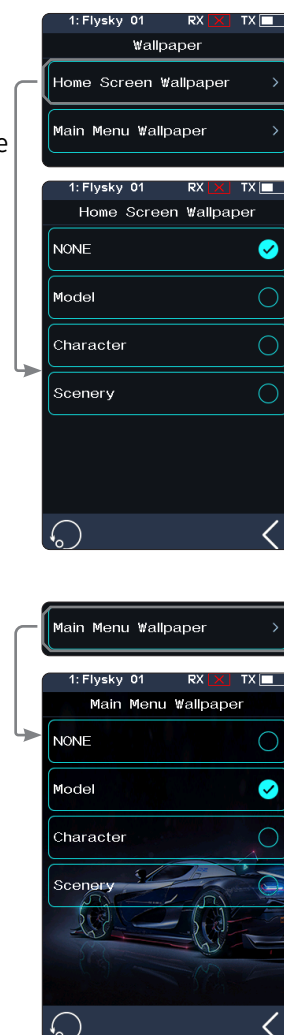 1: Flysky 01 RX TX
Wallpaper
Home Screen Wallpaper
e
Main Menu Wallpaper
1: Flysky 01 RX TX
Home Screen Wallpaper
NONE
Model
Character
Scenery
Main Menu Wallpaper
1: Flysky 01 RX TX
Main Menu Wallpaper
NONE
Model
Character
Scenery